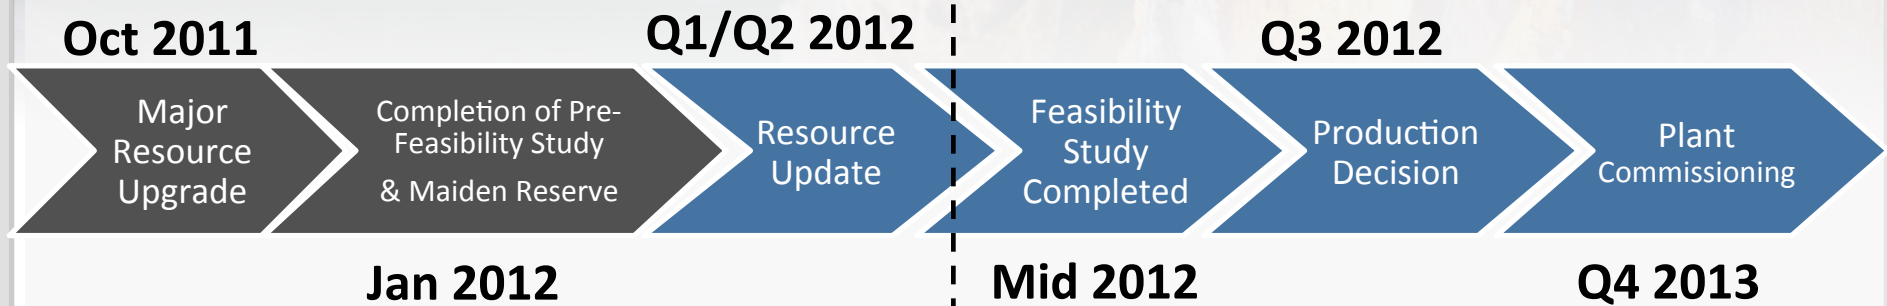 Oct 2011
Q1/Q2 2012
Q3 2012
Major
Resource
Upgrade
Completion of Pre-
Feasibility Study
& Maiden Reserve
Resource
Update
Feasibility
Study
Completed
Production
Decision
Plant
Commissioning
Jan 2012
Mid 2012
Q4 2013